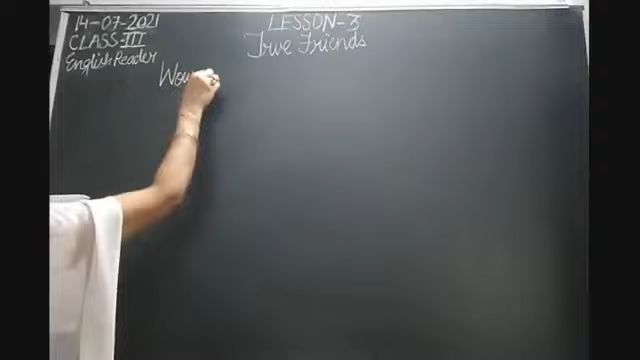 14-07-2021
CLASS-III
English Reader
LESSON-3
True Friends